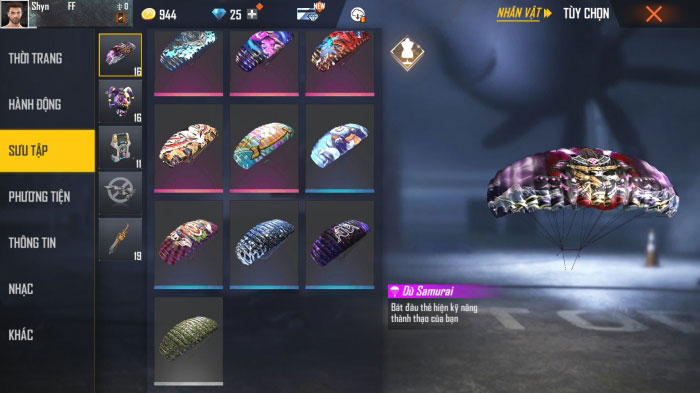 Shyn FF 0
944
25
NEW
NHÂN VẬT
TÙY CHỌN
THỜI TRANG
HÀNH ĐỘNG
SƯU TẬP
PHƯƠNG TIỆN
THÔNG TIN
NHẠC
KHÁC
16
16
11
19
Dù Samurai
Bắt đầu thể hiện kỹ năng
thành thạo của bạn